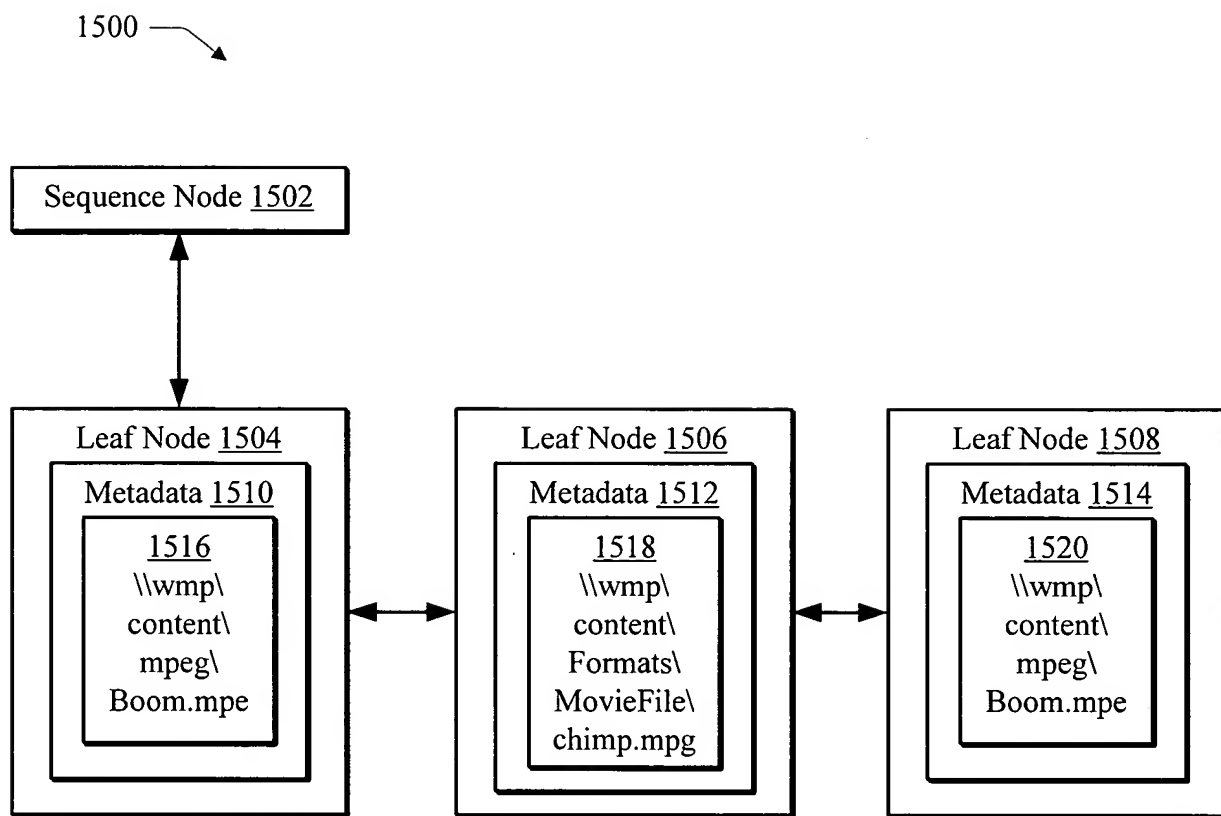 1500
Sequence Node 1502
Leaf Node 1504
Metadata 1510
1516
\\wmp\
content\
mpeg\
Boom.mpe
Leaf Node 1506
Metadata 1512
1518
\\wmp\
content\
Formats\
MovieFile\
chimp.mpg
Leaf Node 1508
Metadata 1514
1520
\\wmp\
content\
mpeg\
Boom.mpe